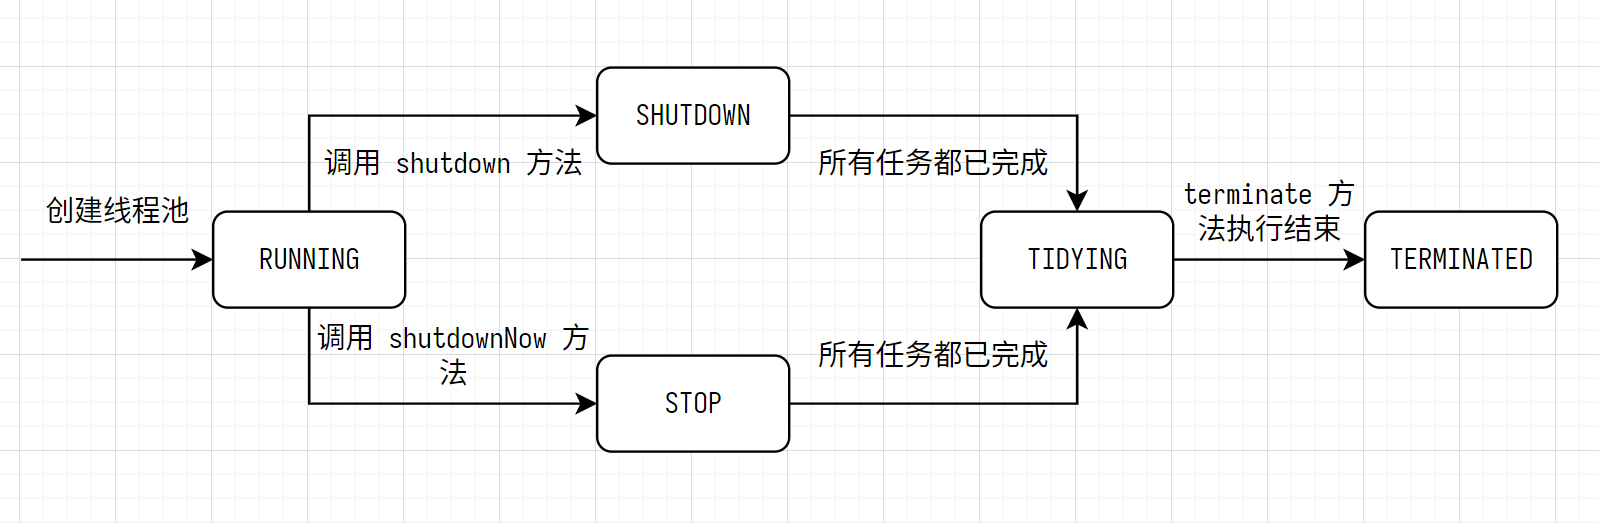 创建线程池
RUNNING
调用 shutdown 方法
SHUTDOWN
所有任务都已完成
调用 shutdownNow 方
法
STOP
所有任务都已完成
TIDYING
terminate 方
法执行结束
TERMINATED